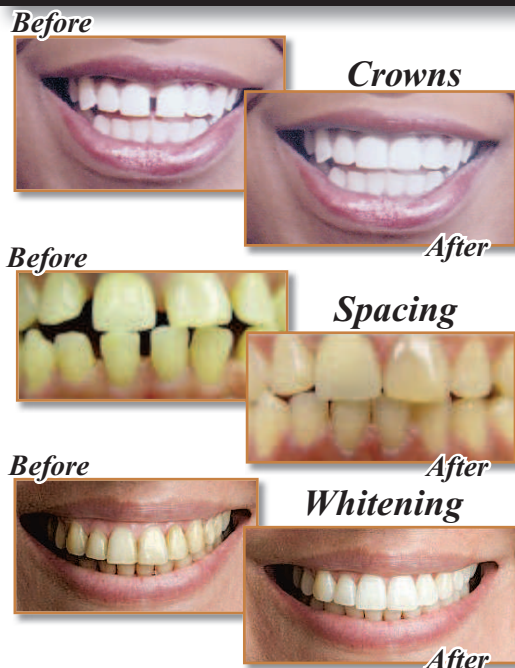 Before
Crowns
After
Before
Spacing
After
Before
Whitening
After